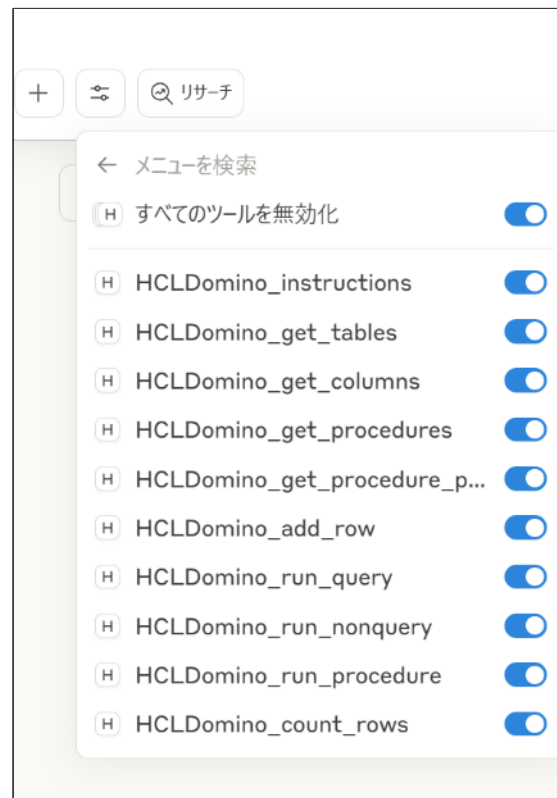 リサーチ
メニューを検索
H すべてのツールを無効化
H HCLDomino_instructions
H HCLDomino_get_tables
H HCLDomino_get_columns
H HCLDomino_get_procedures
H HCLDomino_get_procedure_p...
H HCLDomino_add_row
H HCLDomino_run_query
H HCLDomino_run_nonquery
H HCLDomino_run_procedure
H HCLDomino_count_rows